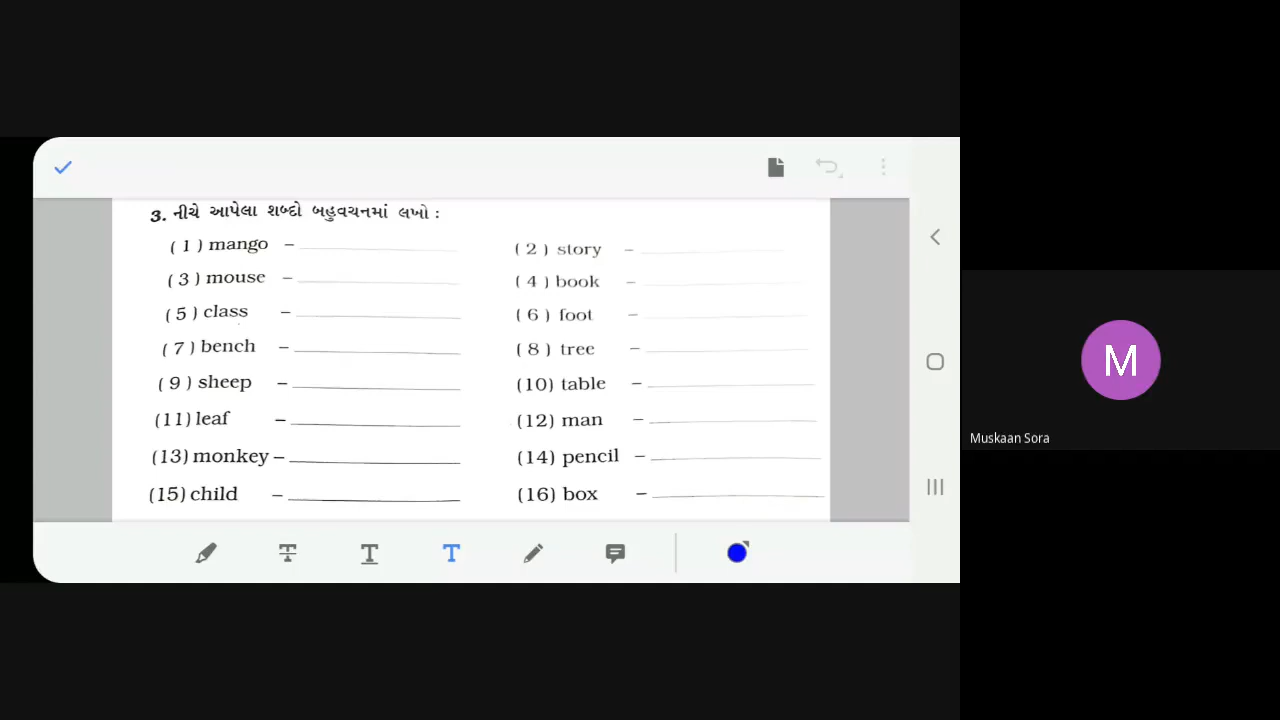 3. નીચે આપેલા શબ્દો બહુવચનમાં લખો :
( 1 ) mango – ( 2 ) story –
( 3 ) mouse – ( 4 ) book –
( 5 ) class – ( 6 ) foot –
( 7 ) bench – ( 8 ) tree –
( 9 ) sheep – (10) table –
(11) leaf – (12) man –
(13) monkey – (14) pencil –
(15) child – (16) box –
M
Muskaan Sora